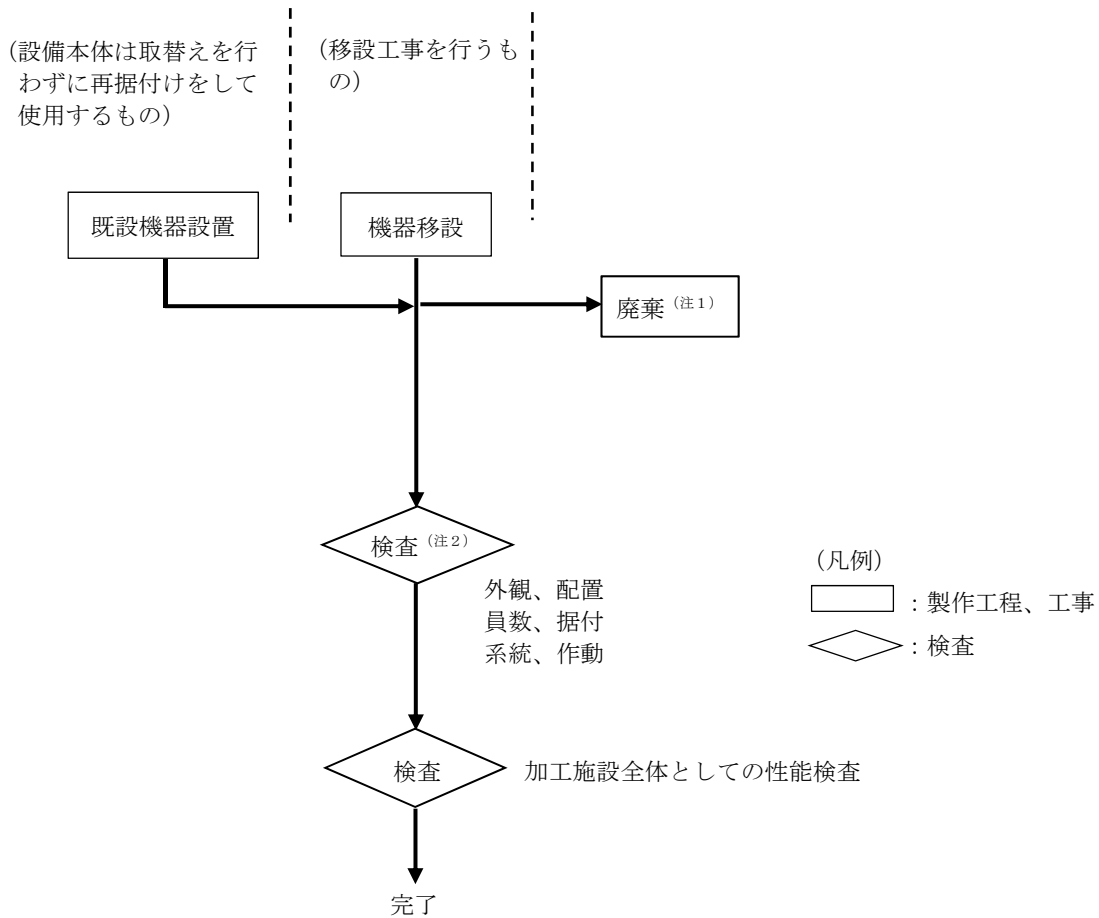 (設備本体は取替えを行
わずに再据付けをして
使用するもの)
(移設工事を行うも
の)
既設機器設置
機器移設
廃棄(注1)
検査(注2)
外観、配置
員数、据付
系統、作動
(凡例)
:製作工程、工事
:検査
検査
加工施設全体としての性能検査
完了